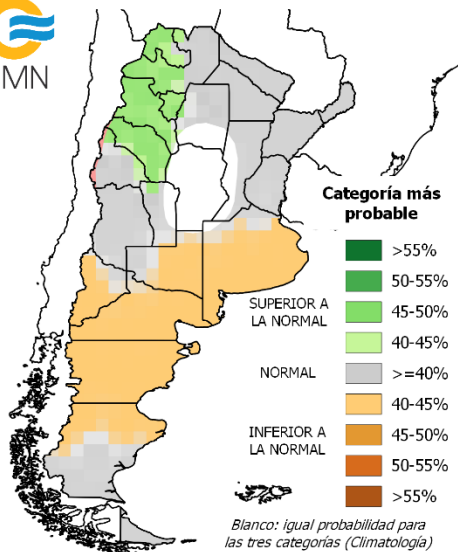 MN
Categoría más
probable
>55%
50-55%
SUPERIOR A
LA NORMAL
45-50%
40-45%
NORMAL
>=40%
40-45%
INFERIOR A
LA NORMAL
45-50%
50-55%
>55%
Blanco: igual probabilidad para
las tres categorías (Climatología)